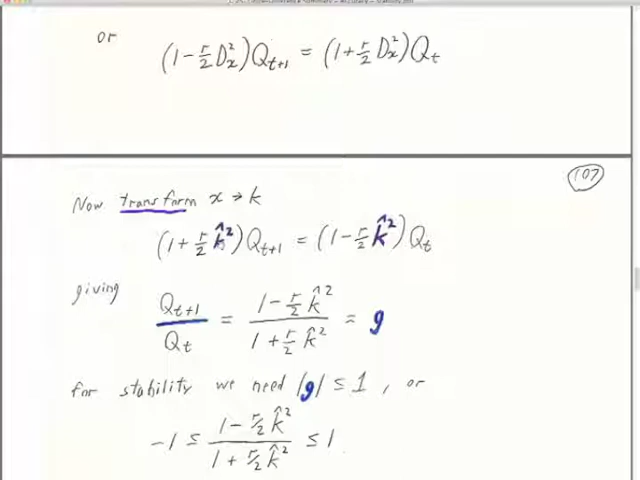 or
(1 - r/2 D_x^2) Q_{t+1} = (1 + r/2 D_x^2) Q_t
107
Now transform x → k
(1 + r/2 k̂^2) Q_{t+1} = (1 - r/2 k̂^2) Q_t
giving Q_{t+1} / Q_t = (1 - r/2 k̂^2) / (1 + r/2 k̂^2) = g
for stability we need |g| ≤ 1, or
-1 ≤ (1 - r/2 k̂^2) / (1 + r/2 k̂^2) ≤ 1